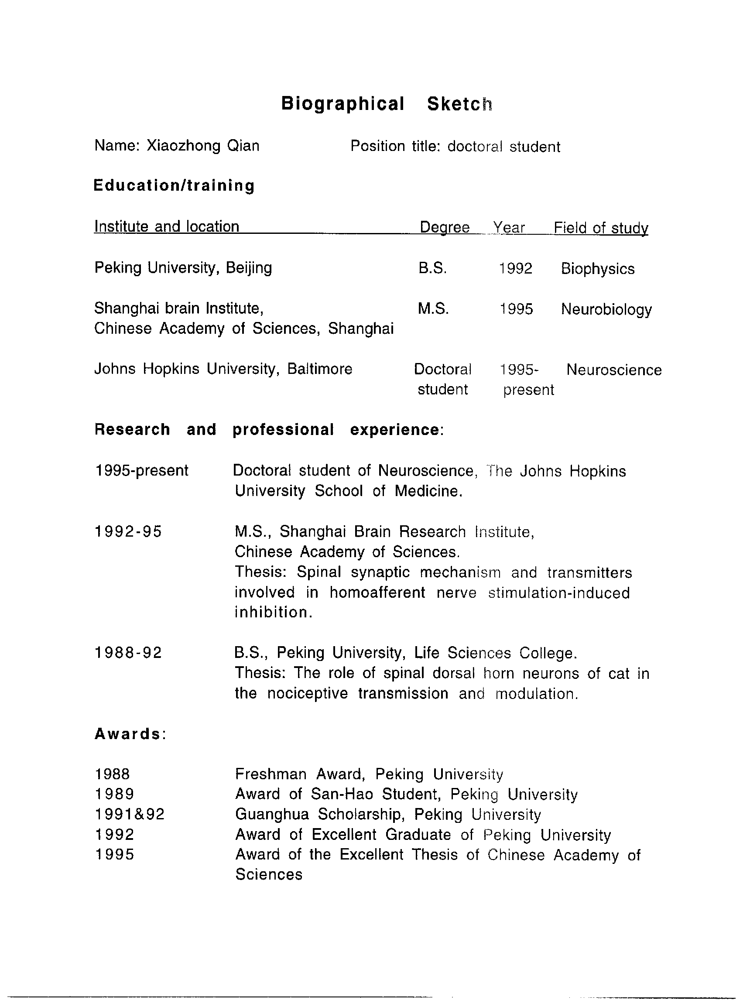 Biographical Sketch
Name: Xiaozhong Qian Position title: doctoral student
Education/training
Institute and location Degree Year Field of study
Peking University, Beijing B.S. 1992 Biophysics
Shanghai brain Institute, M.S. 1995 Neurobiology
Chinese Academy of Sciences, Shanghai
Johns Hopkins University, Baltimore Doctoral 1995- Neuroscience
student present
Research and professional experience:
1995-present Doctoral student of Neuroscience, The Johns Hopkins
University School of Medicine.
1992-95 M.S., Shanghai Brain Research Institute,
Chinese Academy of Sciences.
Thesis: Spinal synaptic mechanism and transmitters
involved in homoafferent nerve stimulation-induced
inhibition.
1988-92 B.S., Peking University, Life Sciences College.
Thesis: The role of spinal dorsal horn neurons of cat in
the nociceptive transmission and modulation.
Awards:
1988 Freshman Award, Peking University
1989 Award of San-Hao Student, Peking University
1991&92 Guanghua Scholarship, Peking University
1992 Award of Excellent Graduate of Peking University
1995 Award of the Excellent Thesis of Chinese Academy of
Sciences